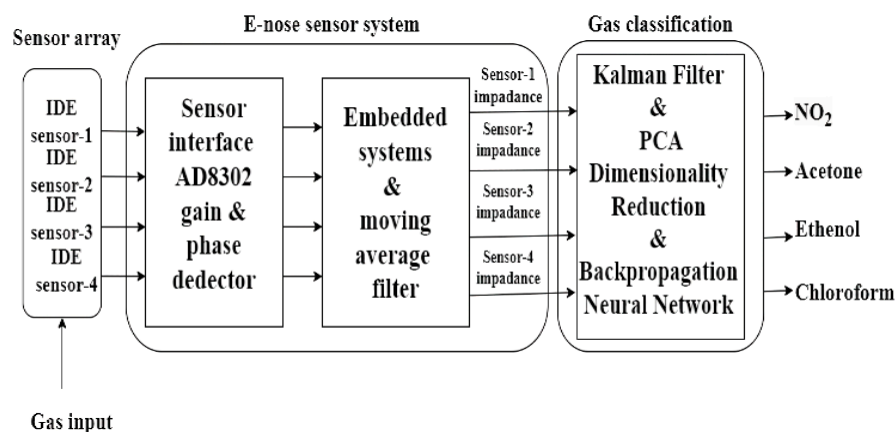 Sensor array
IDE
sensor-1
IDE
sensor-2
IDE
sensor-3
IDE
sensor-4
Gas input
E-nose sensor system
Sensor
interface
AD8302
gain &
phase
dedector
Embedded
systems
&
moving
average
filter
Sensor-1
impadance
Sensor-2
impadance
Sensor-3
impadance
Sensor-4
impadance
Gas classification
Kalman Filter
&
PCA
Dimensionality
Reduction
&
Backpropagation
Neural Network
NO₂
Acetone
Ethenol
Chloroform